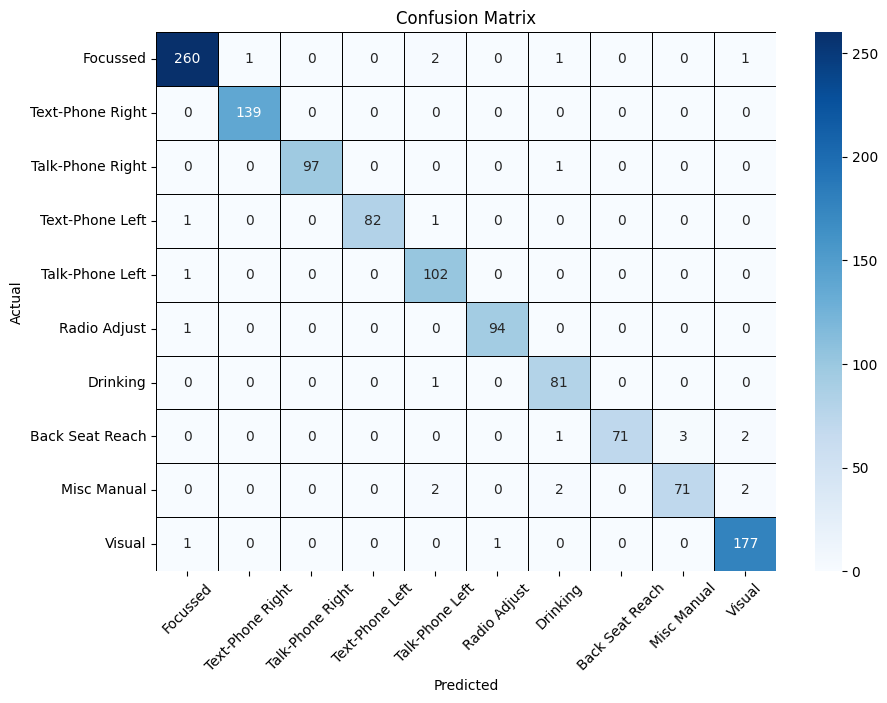 Confusion Matrix
Focussed 260 1 0 0 2 0 1 0 0 1
Text-Phone Right 0 139 0 0 0 0 0 0 0 0
Talk-Phone Right 0 0 97 0 0 0 1 0 0 0
Text-Phone Left 1 0 0 82 1 0 0 0 0 0
Talk-Phone Left 1 0 0 0 102 0 0 0 0 0
Radio Adjust 1 0 0 0 0 94 0 0 0 0
Drinking 0 0 0 0 1 0 81 0 0 0
Back Seat Reach 0 0 0 0 0 0 1 71 3 2
Misc Manual 0 0 0 0 2 0 2 0 71 2
Visual 1 0 0 0 0 1 0 0 0 177
Actual
Focussed
Text-Phone Right
Talk-Phone Right
Text-Phone Left
Talk-Phone Left
Radio Adjust
Drinking
Back Seat Reach
Misc Manual
Visual
Predicted
250
200
150
100
50
0